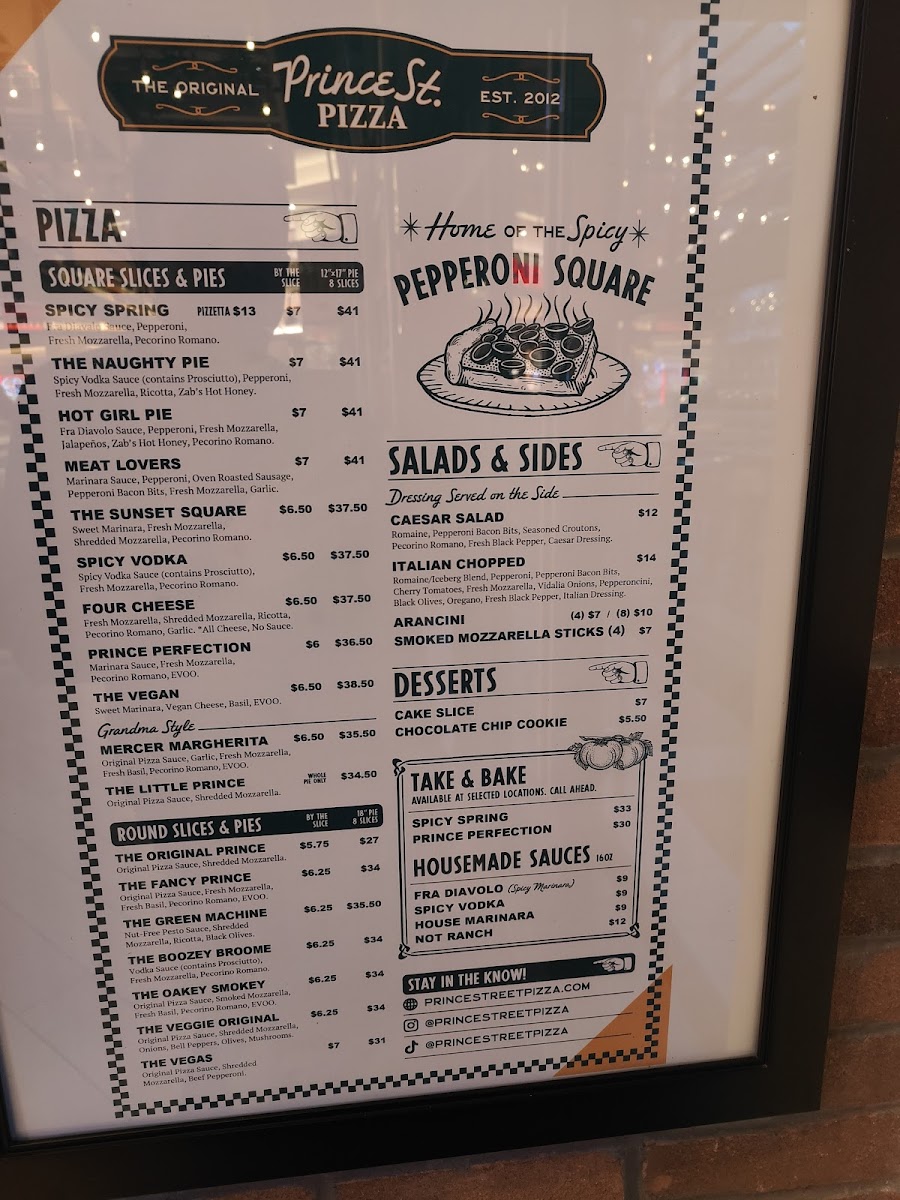 THE ORIGINAL
Prince St.
PIZZA
EST. 2012
PIZZA
SQUARE SLICES & PIES BY THE SLICE 12"x17" PIE 8 SLICES
SPICY SPRING PIZZETTA $13 $7 $41
Fra Diavolo Sauce, Pepperoni,
Fresh Mozzarella, Pecorino Romano.
THE NAUGHTY PIE $7 $41
Spicy Vodka Sauce (contains Prosciutto), Pepperoni,
Fresh Mozzarella, Ricotta, Zab's Hot Honey.
HOT GIRL PIE $7 $41
Fra Diavolo Sauce, Pepperoni, Fresh Mozzarella,
Jalapeños, Zab's Hot Honey, Pecorino Romano.
MEAT LOVERS $7 $41
Marinara Sauce, Pepperoni, Oven Roasted Sausage,
Pepperoni Bacon Bits, Fresh Mozzarella, Garlic.
THE SUNSET SQUARE $6.50 $37.50
Sweet Marinara, Fresh Mozzarella,
Shredded Mozzarella, Pecorino Romano.
SPICY VODKA $6.50 $37.50
Spicy Vodka Sauce (contains Prosciutto),
Fresh Mozzarella, Pecorino Romano.
FOUR CHEESE $6.50 $37.50
Fresh Mozzarella, Shredded Mozzarella, Ricotta,
Pecorino Romano, Garlic. *All Cheese, No Sauce.
PRINCE PERFECTION $6 $36.50
Marinara Sauce, Fresh Mozzarella,
Pecorino Romano, EVOO.
THE VEGAN $6.50 $38.50
Sweet Marinara, Vegan Cheese, Basil, EVOO.
Grandma Style
MERCER MARGHERITA $6.50 $35.50
Original Pizza Sauce, Garlic, Fresh Mozzarella,
Fresh Basil, Pecorino Romano, EVOO.
THE LITTLE PRINCE WHOLE PIE ONLY $34.50
Original Pizza Sauce, Shredded Mozzarella.
ROUND SLICES & PIES BY THE SLICE 18" PIE 8 SLICES
THE ORIGINAL PRINCE $5.75 $27
Original Pizza Sauce, Shredded Mozzarella.
THE FANCY PRINCE $6.25 $34
Original Pizza Sauce, Fresh Mozzarella,
Fresh Basil, Pecorino Romano, EVOO.
THE GREEN MACHINE $6.25 $35.50
Nut-Free Pesto Sauce, Shredded
Mozzarella, Ricotta, Black Olives.
THE BOOZEY BROOME $6.25 $34
Vodka Sauce (contains Prosciutto),
Fresh Mozzarella, Pecorino Romano.
THE OAKEY SMOKEY $6.25 $34
Original Pizza Sauce, Smoked Mozzarella,
Fresh Basil, Pecorino Romano, EVOO.
THE VEGGIE ORIGINAL $6.25 $34
Original Pizza Sauce, Shredded Mozzarella,
Onions, Bell Peppers, Olives, Mushrooms.
THE VEGAS $7 $31
Original Pizza Sauce, Shredded
Mozzarella, Beef Pepperoni.
Home OF THE Spicy
PEPPERONI SQUARE
SALADS & SIDES
Dressing Served on the Side
CAESAR SALAD $12
Romaine, Pepperoni Bacon Bits, Seasoned Croutons,
Pecorino Romano, Fresh Black Pepper, Caesar Dressing.
ITALIAN CHOPPED $14
Romaine/Iceberg Blend, Pepperoni, Pepperoni Bacon Bits,
Cherry Tomatoes, Fresh Mozzarella, Vidalia Onions, Pepperoncini,
Black Olives, Oregano, Fresh Black Pepper, Italian Dressing.
ARANCINI (4) $7 / (8) $10
SMOKED MOZZARELLA STICKS (4) $7
DESSERTS
CAKE SLICE $7
CHOCOLATE CHIP COOKIE $5.50
TAKE & BAKE
AVAILABLE AT SELECTED LOCATIONS. CALL AHEAD.
SPICY SPRING $33
PRINCE PERFECTION $30
HOUSEMADE SAUCES 16OZ
FRA DIAVOLO (Spicy Marinara) $9
SPICY VODKA $9
HOUSE MARINARA $9
NOT RANCH $12
STAY IN THE KNOW!
PRINCESTREETPIZZA.COM
@PRINCESTREETPIZZA
@PRINCESTREETPIZZA